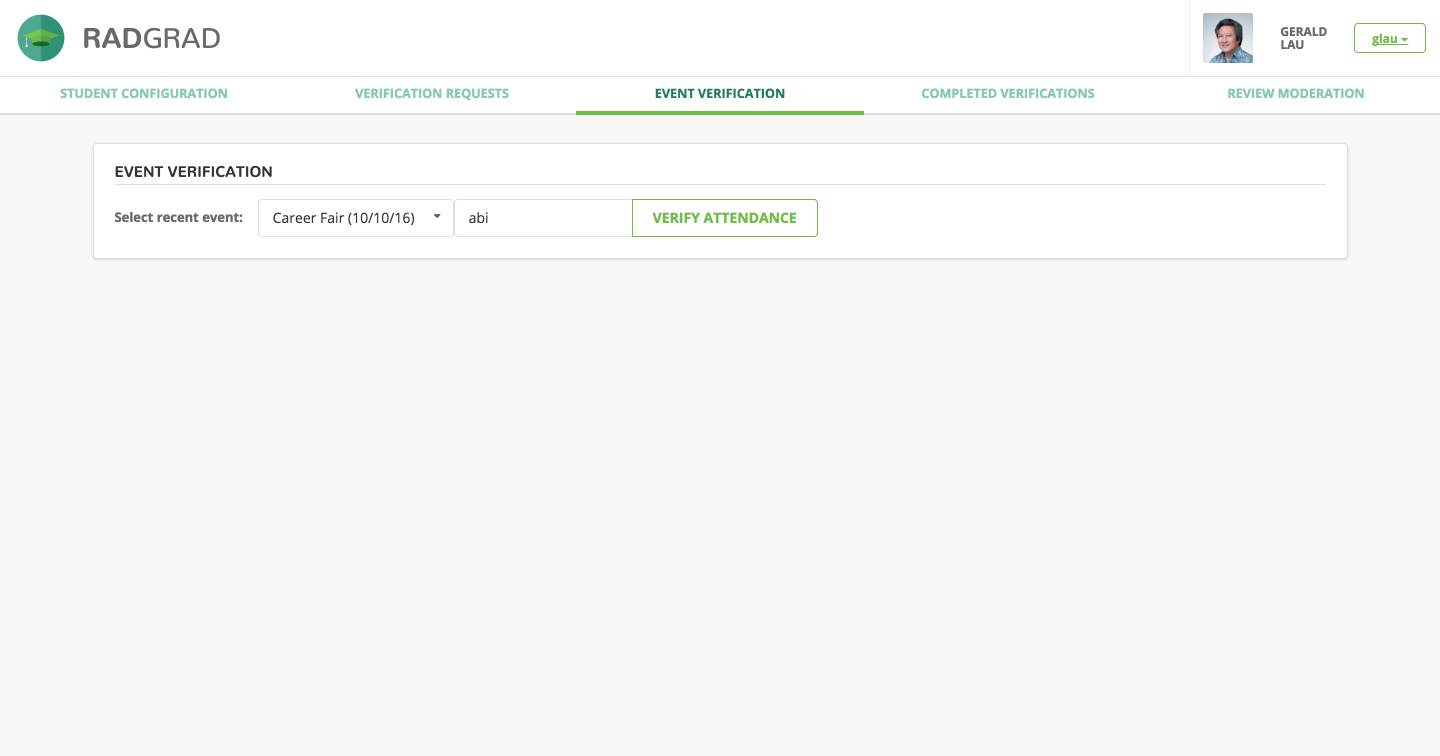 RADGRAD
GERALD
LAU
glau
STUDENT CONFIGURATION
VERIFICATION REQUESTS
EVENT VERIFICATION
COMPLETED VERIFICATIONS
REVIEW MODERATION
EVENT VERIFICATION
Select recent event: Career Fair (10/10/16) abi VERIFY ATTENDANCE